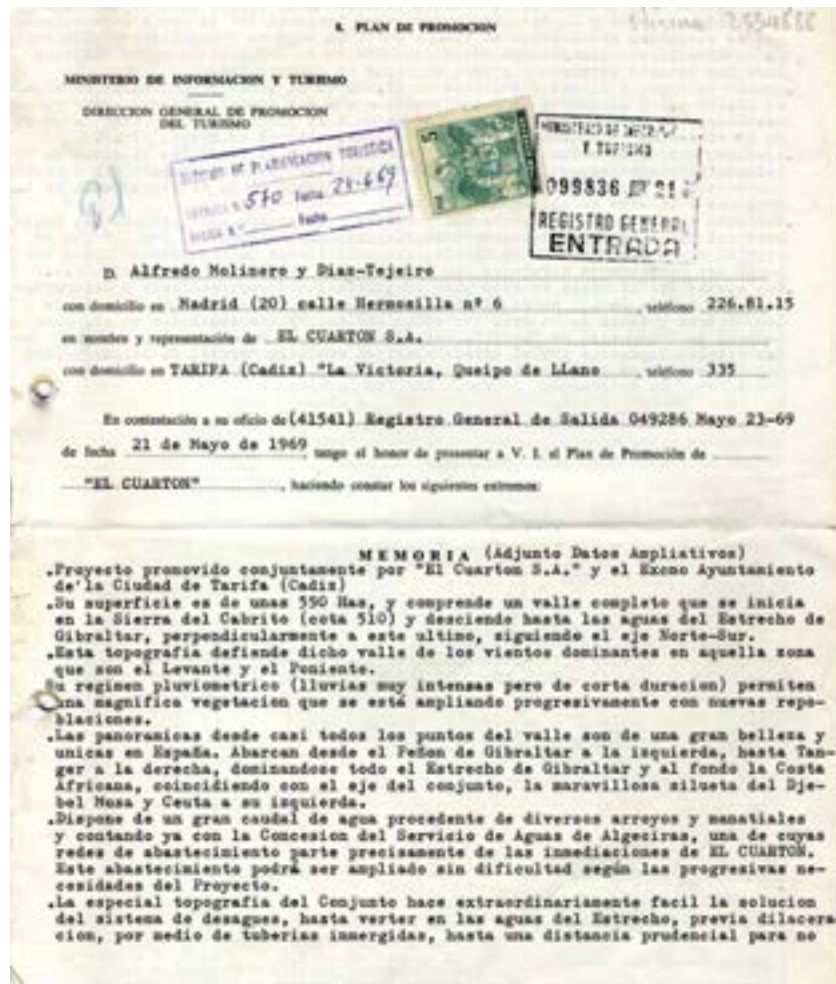 8. PLAN DE PROMOCION
MINISTERIO DE INFORMACION Y TURISMO
DIRECCION GENERAL DE PROMOCION
DEL TURISMO
PLANIFICACION TURISTICA
570 Fecha 24-6-69
Fecha
5
Y TURISMO
099836
REGISTRO GENERAL
ENTRADA
D. Alfredo Molinero y Dias-Tejeiro
con domicilio en Madrid (20) calle Hermosilla nº 6, teléfono 226.81.15
en nombre y representación de EL CUARTON S.A.
con domicilio en TARIFA (Cadiz) "La Victoria, Queipo de LLano, teléfono 335
En contestación a su oficio de (41541) Registro General de Salida 049286 Mayo 23-69
de fecha 21 de Mayo de 1969, tengo el honor de presentar a V. I. el Plan de Promoción de
"EL CUARTON", haciendo constar los siguientes extremos:
MEMORIA (Adjunto Datos Ampliativos)
.Proyecto promovido conjuntamente por "El Cuarton S.A." y el Excmo Ayuntamiento
de la Ciudad de Tarifa (Cadiz)
.Su superficie es de unas 550 Has, y comprende un valle completo que se inicia
en la Sierra del Cabrito (cota 510) y desciende hasta las aguas del Estrecho de
Gibraltar, perpendicularmente a este ultimo, siguiendo el eje Norte-Sur.
.Esta topografía defiende dicho valle de los vientos dominantes en aquella zona
que son el Levante y el Poniente.
Su regimen pluviometrico (lluvias muy intensas pero de corta duracion) permiten
una magnifica vegetacion que se está ampliando progresivamente con nuevas repo-
blaciones.
.Las panoramicas desde casi todos los puntos del valle son de una gran belleza y
unicas en España. Abarcan desde el Peñon de Gibraltar a la izquierda, hasta Tan-
ger a la derecha, dominandose todo el Estrecho de Gibraltar y al fondo la Costa
Africana, coincidiendo con el eje del conjunto, la maravillosa silueta del Dje-
bel Musa y Ceuta a su izquierda.
.Dispone de un gran caudal de agua procedente de diversos arroyos y manatiales
y contando ya con la Concesion del Servicio de Aguas de Algeciras, una de cuyas
redes de abastecimiento parte precisamente de las inmediaciones de EL CUARTON.
Este abastecimiento podrá ser ampliado sin dificultad según las progresivas ne-
cesidades del Proyecto.
.La especial topografia del Conjunto hace extraordinariamente facil la solucion
del sistema de desagues, hasta verter en las aguas del Estrecho, previa dilacera-
cion, por medio de tuberias inmergidas, hasta una distancia prudencial para no